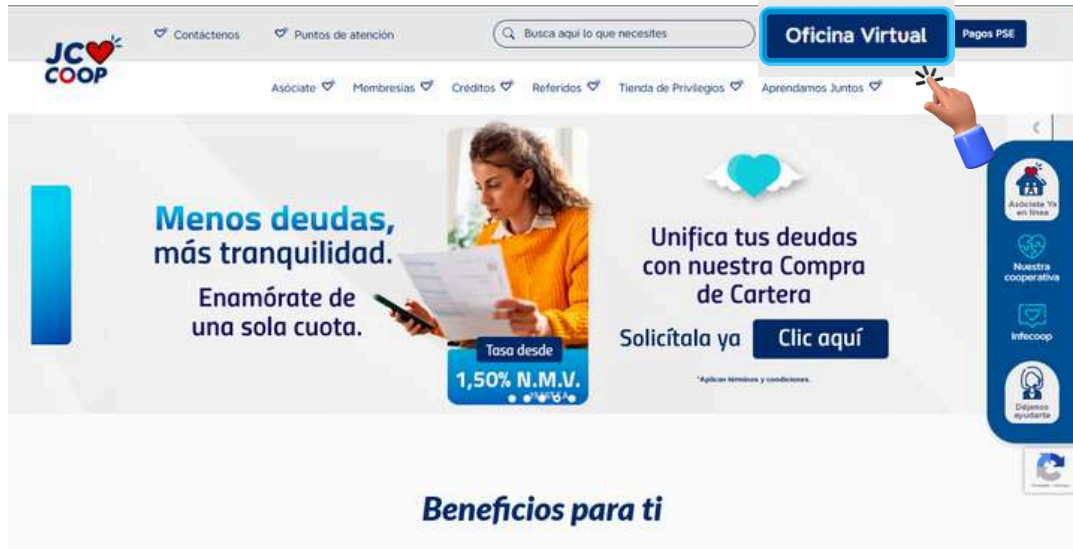 JC
COOP
Contáctenos
Puntos de atención
Busca aquí lo que necesites
Oficina Virtual
Pagos PSE
Asóciate
Membresías
Créditos
Referidos
Tienda de Privilegios
Aprendamos Juntos
Menos deudas,
más tranquilidad.
Enamórate de
una sola cuota.
Tasa desde
1,50% N.M.V.
Unifica tus deudas
con nuestra Compra
de Cartera
Solicítala ya
Clic aquí
*Aplican términos y condiciones.
Asóciate Ya
en línea
Nuestra
cooperativa
Infecoop
Déjanos
ayudarte
Beneficios para ti